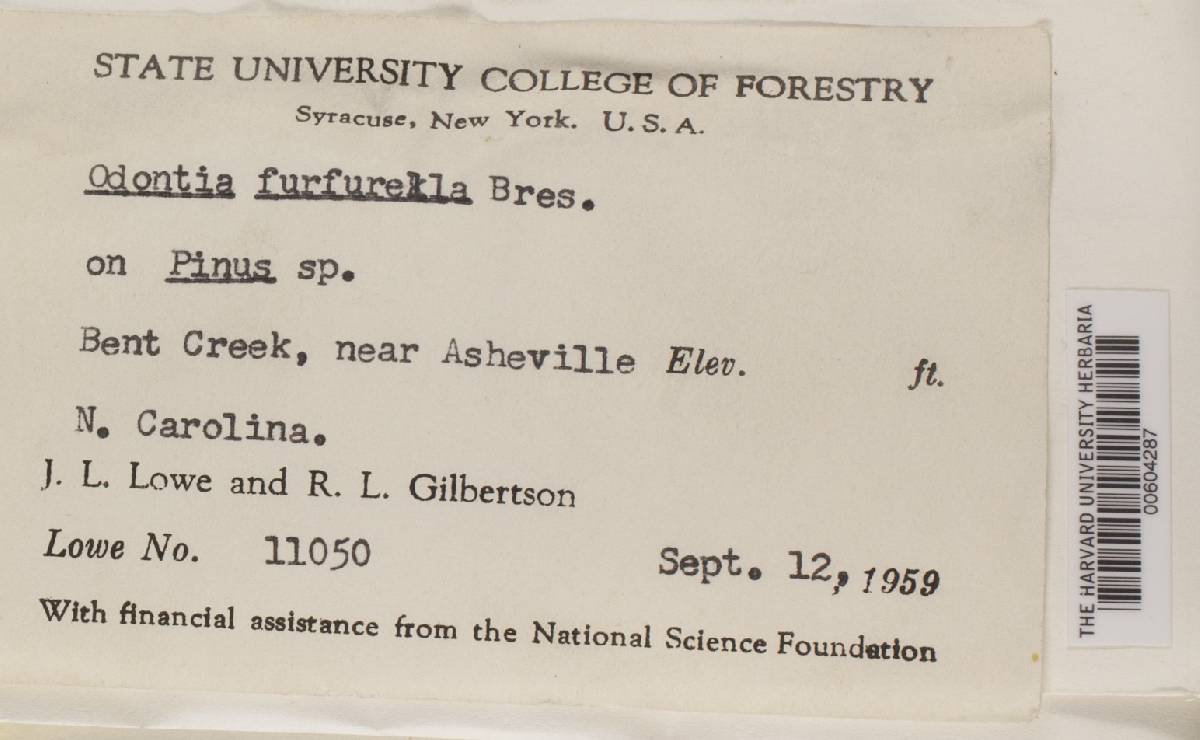 STATE UNIVERSITY COLLEGE OF FORESTRY
Syracuse, New York. U. S. A.
Odontia furfurella Bres.
on Pinus sp.
Bent Creek, near Asheville Elev. ft.
N. Carolina.
J. L. Lowe and R. L. Gilbertson
Lowe No. 11050 Sept. 12, 1959
With financial assistance from the National Science Foundation
THE HARVARD UNIVERSITY HERBARIA
00604287